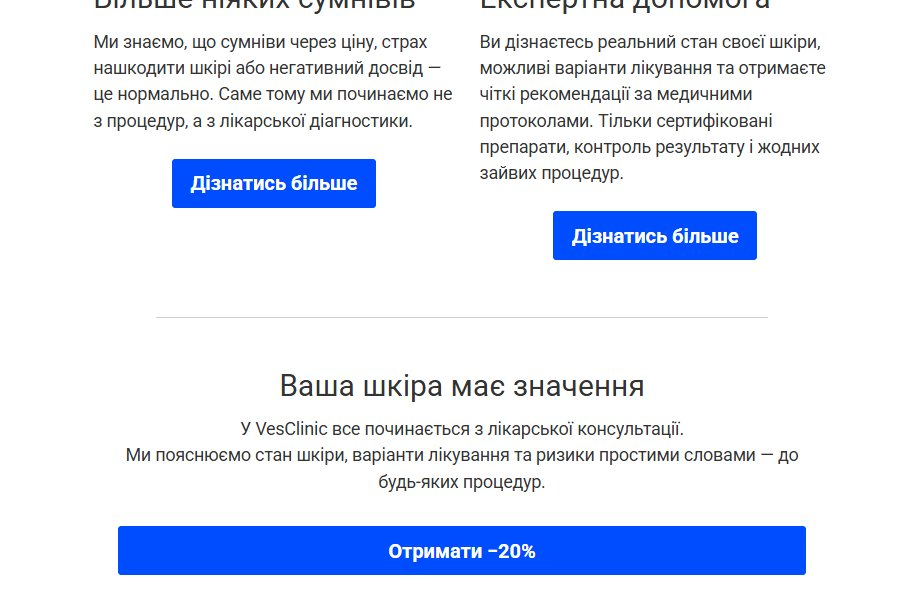 Більше ніяких сумнівів
Ми знаємо, що сумніви через ціну, страх
нашкодити шкірі або негативний досвід —
це нормально. Саме тому ми починаємо не
з процедур, а з лікарської діагностики.
Дізнатись більше
Експертна допомога
Ви дізнаєтесь реальний стан своєї шкіри,
можливі варіанти лікування та отримаєте
чіткі рекомендації за медичними
протоколами. Тільки сертифіковані
препарати, контроль результату і жодних
зайвих процедур.
Дізнатись більше
Ваша шкіра має значення
У VesClinic все починається з лікарської консультації.
Ми пояснюємо стан шкіри, варіанти лікування та ризики простими словами — до
будь-яких процедур.
Отримати −20%